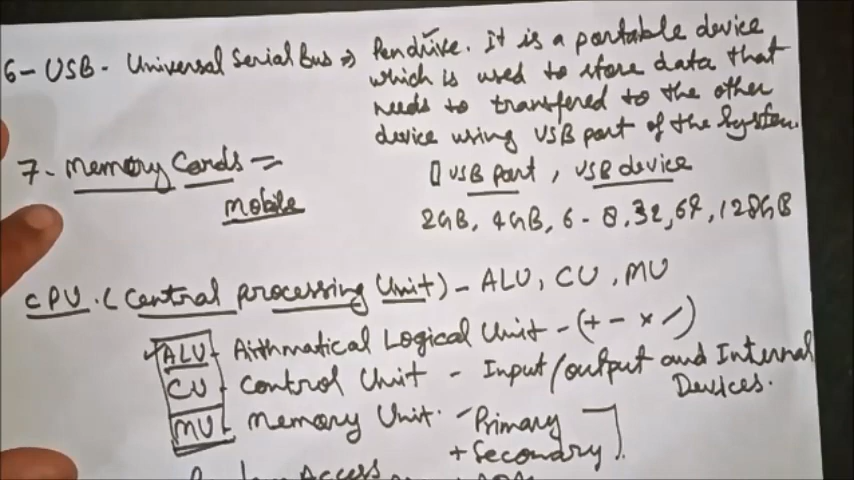 6- USB - Universal Serial Bus => Pendrive. It is a portable device
which is used to store data that
needs to transfered to the other
device using USB port of the System.
USB port, USB device
7- Memory Cards =
Mobile
2GB, 4GB, 6 - 8, 32, 64, 128GB
CPU. (Central processing Unit) - ALU, CU, MU
ALU - Arithmatical Logical Unit - (+ - × /)
CU - Control Unit - Input/output and Internal
Devices.
MU - Memory Unit. - Primary
+ Secondary
Access